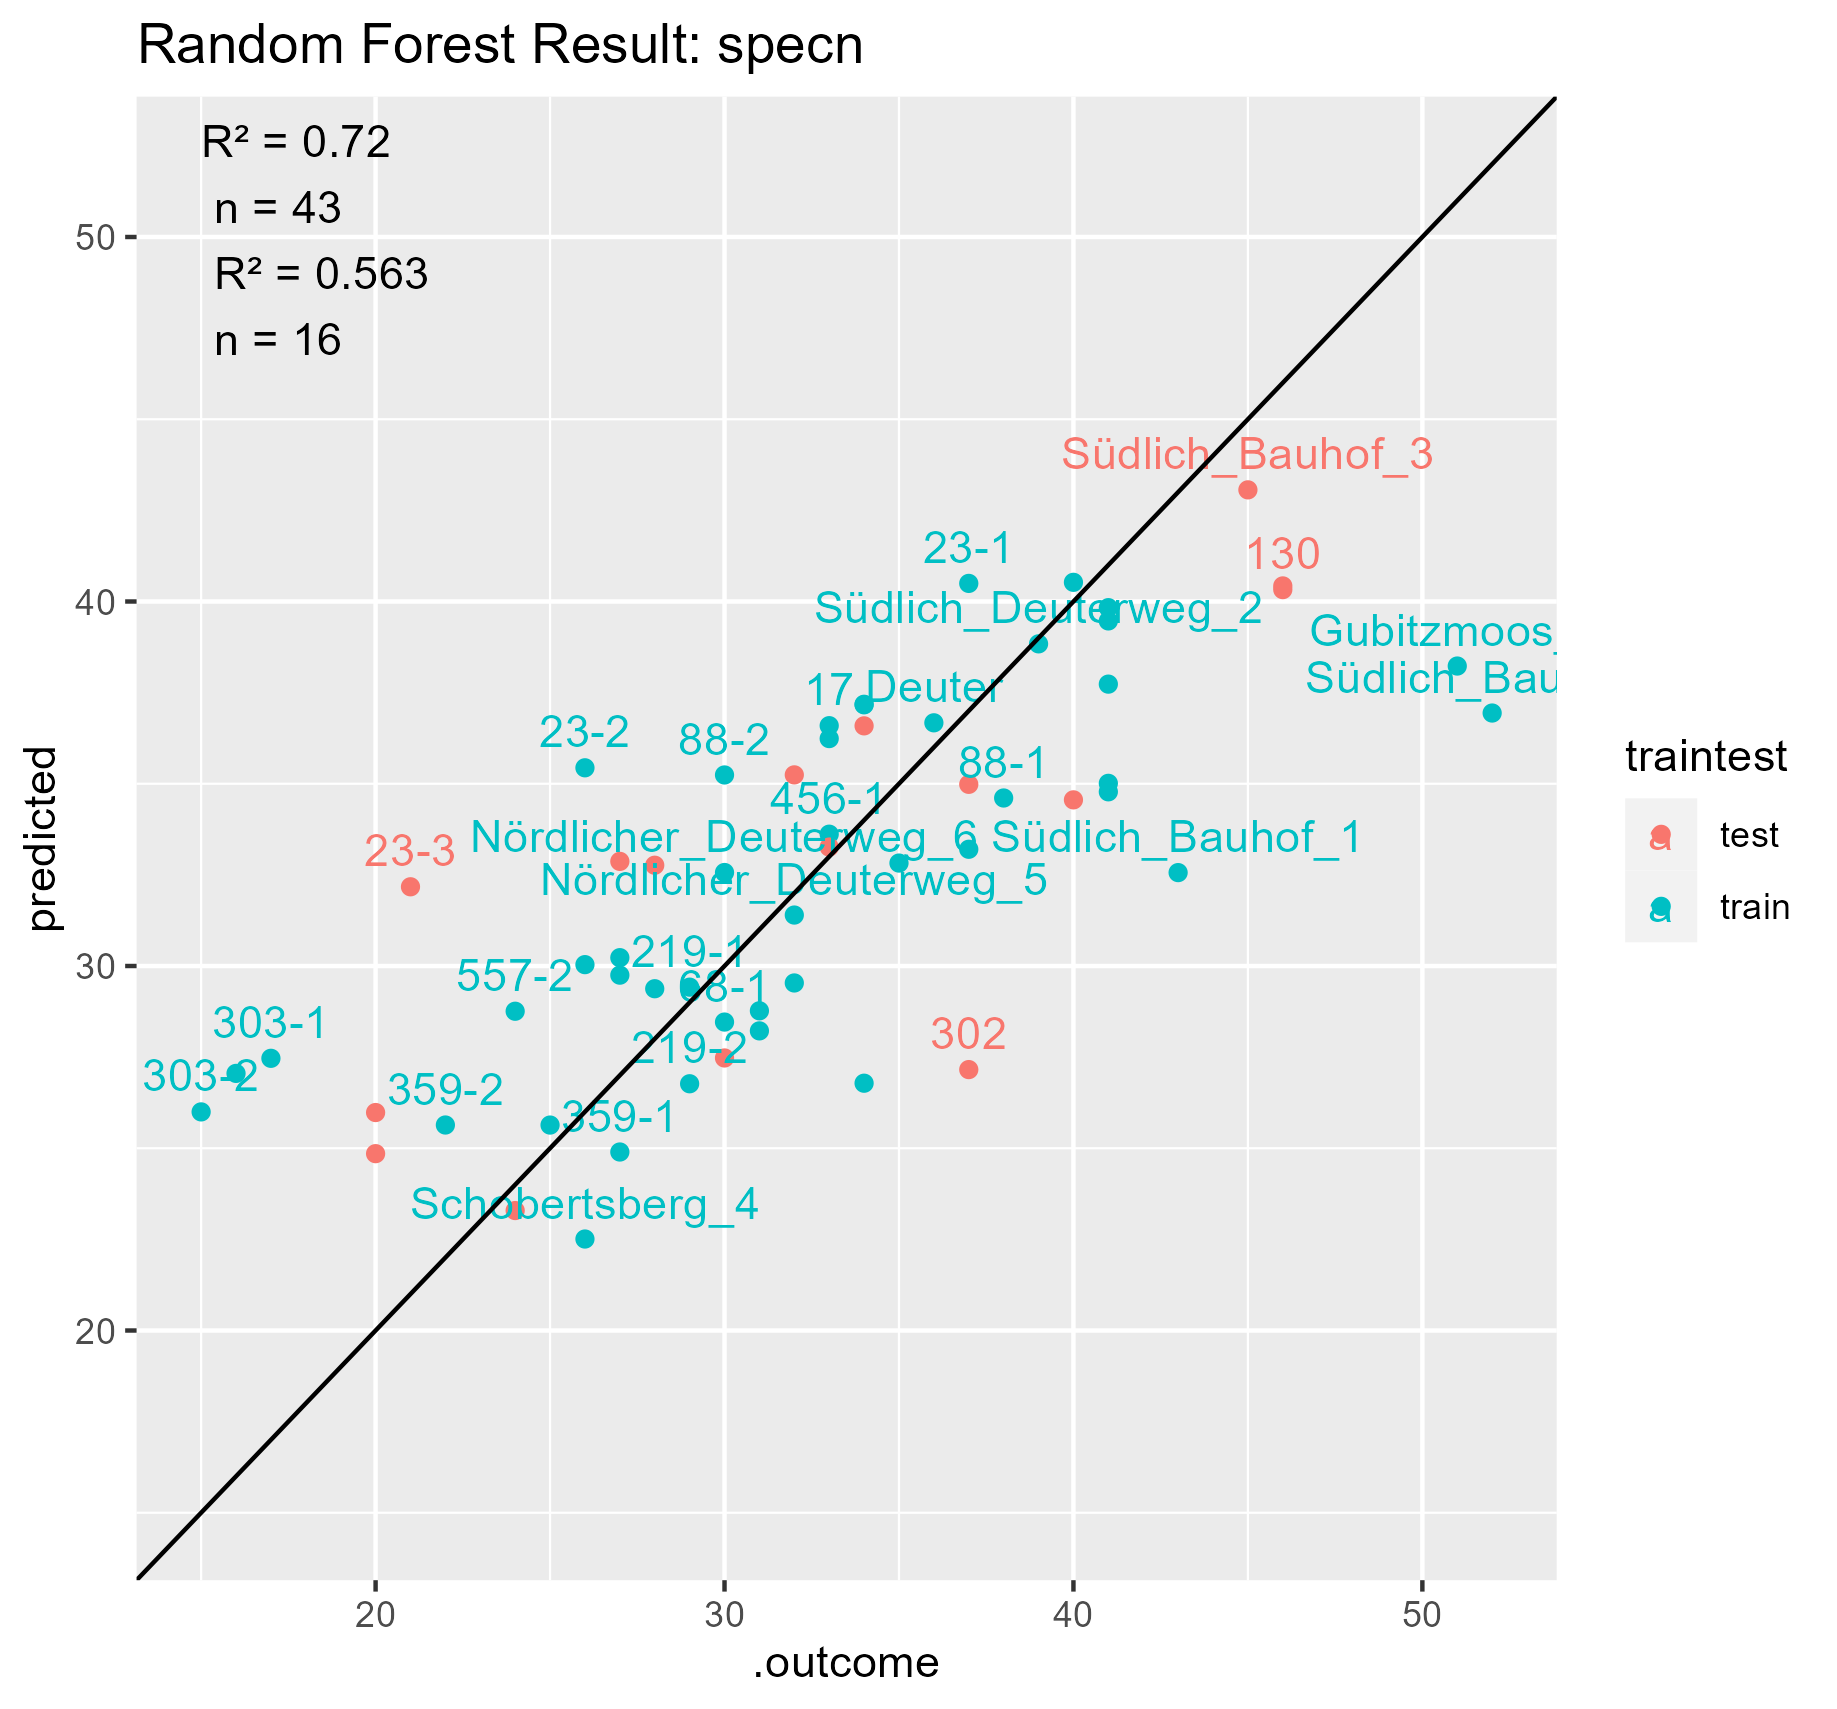 Random Forest Result: specn
R² = 0.72
n = 43
R² = 0.563
n = 16
Südlich_Bauhof_3
23-1
130
Südlich_Deuterweg_2
Gubitzmoos_
Südlich_Bau
17
Deuter
23-2
88-2
88-1
456-1
Nördlicher_Deuterweg_6
Südlich_Bauhof_1
23-3
Nördlicher_Deuterweg_5
219-1
557-2
68-1
303-1
302
219-2
303-2
359-2
359-1
Schobertsberg_4
50
40
30
20
20
30
40
50
.outcome
predicted
traintest
a test
a train